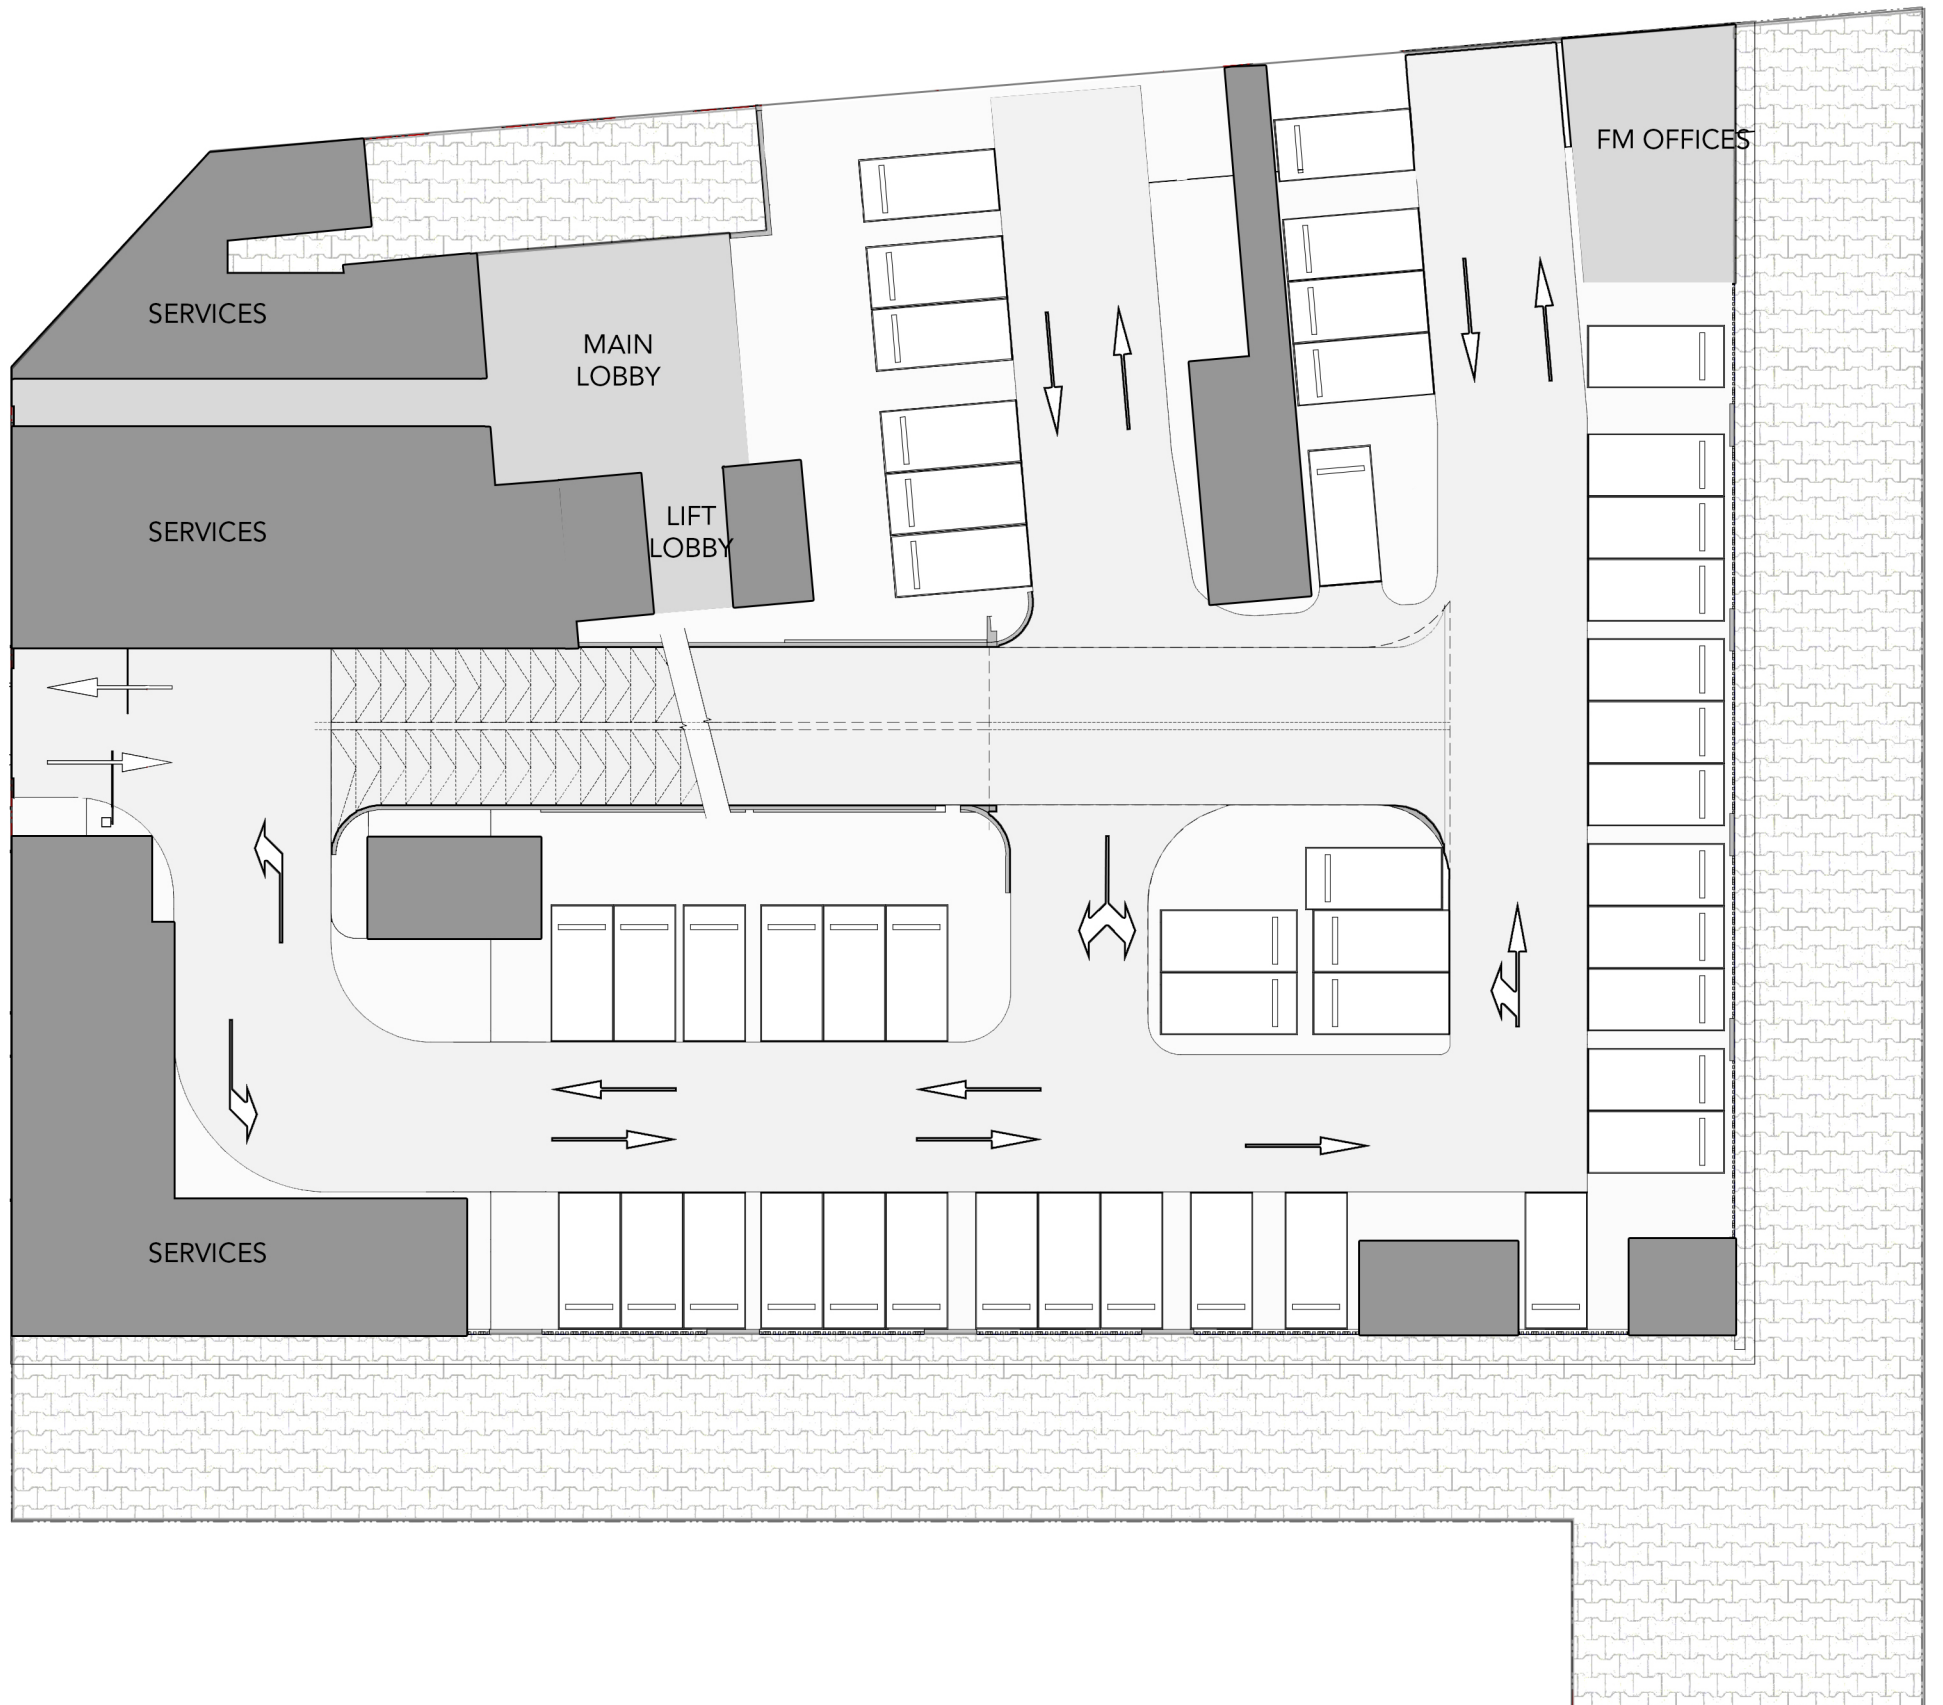 FM OFFICES
SERVICES
MAIN
LOBBY
SERVICES
LIFT
LOBBY
SERVICES